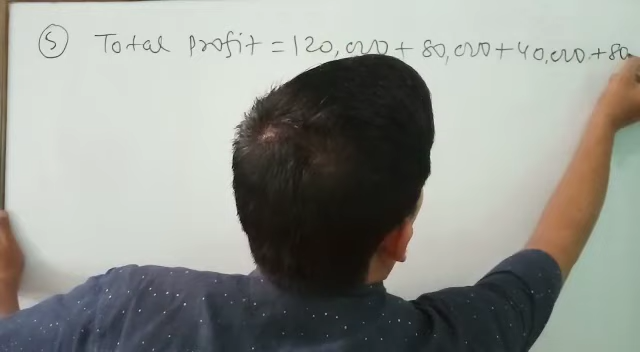 5 Total profit = 120,000 + 80,000 + 40,000 + 80